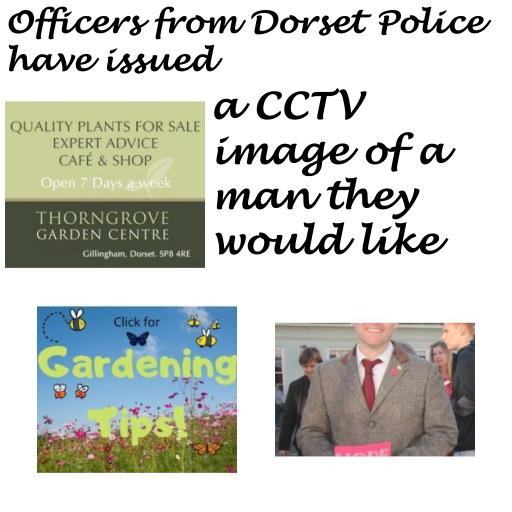 Officers from Dorset Police
have issued
a CCTV
image of a
man they
would like
QUALITY PLANTS FOR SALE
EXPERT ADVICE
CAFÉ & SHOP
Open 7 Days a week
THORNGROVE
GARDEN CENTRE
Gillingham, Dorset. SP8 4RE
Click for
Gardening
Tips!